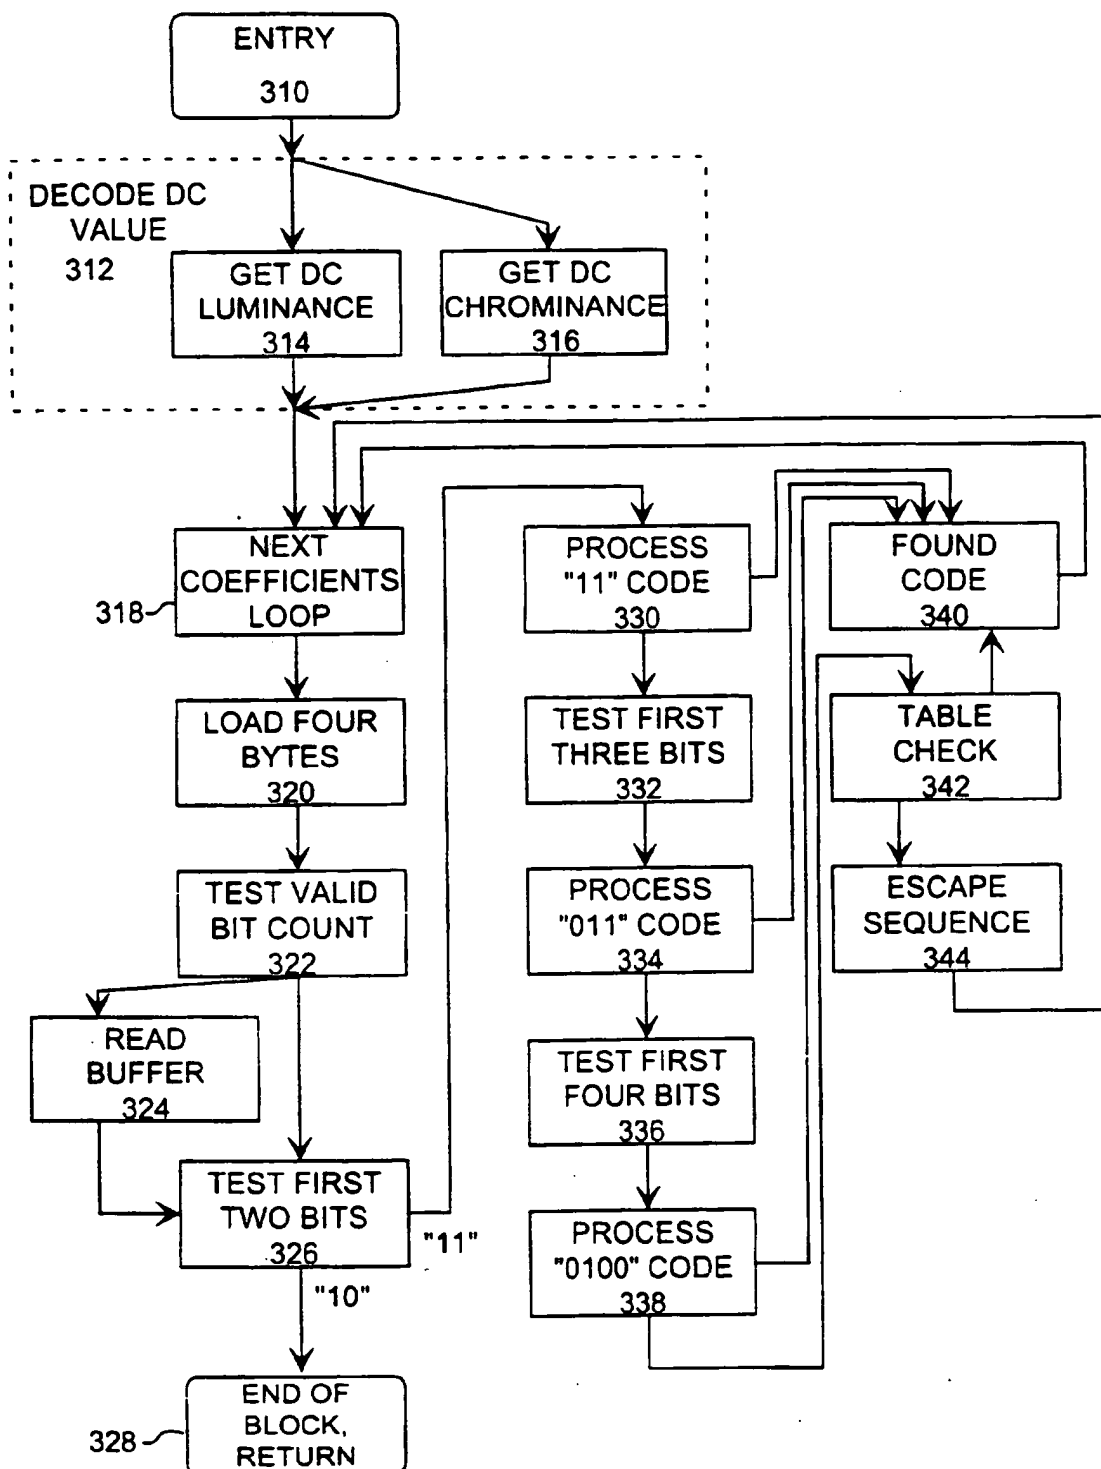 ENTRY
310
DECODE DC
VALUE
312
GET DC
LUMINANCE
314
GET DC
CHROMINANCE
316
NEXT
COEFFICIENTS
LOOP
318
LOAD FOUR
BYTES
320
TEST VALID
BIT COUNT
322
READ
BUFFER
324
TEST FIRST
TWO BITS
326
"11"
"10"
END OF
BLOCK,
RETURN
328
PROCESS
"11" CODE
330
TEST FIRST
THREE BITS
332
PROCESS
"011" CODE
334
TEST FIRST
FOUR BITS
336
PROCESS
"0100" CODE
338
FOUND
CODE
340
TABLE
CHECK
342
ESCAPE
SEQUENCE
344